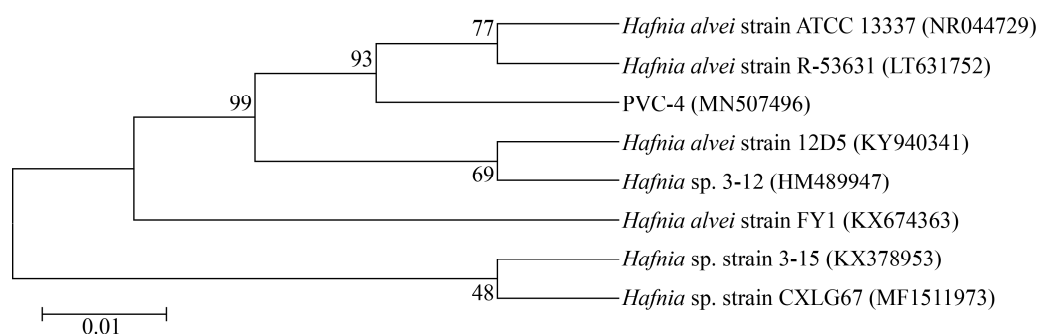 77
Hafnia alvei strain ATCC 13337 (NR044729)
93
Hafnia alvei strain R-53631 (LT631752)
99
PVC-4 (MN507496)
Hafnia alvei strain 12D5 (KY940341)
69
Hafnia sp. 3-12 (HM489947)
Hafnia alvei strain FY1 (KX674363)
Hafnia sp. strain 3-15 (KX378953)
48
Hafnia sp. strain CXLG67 (MF1511973)
0.01